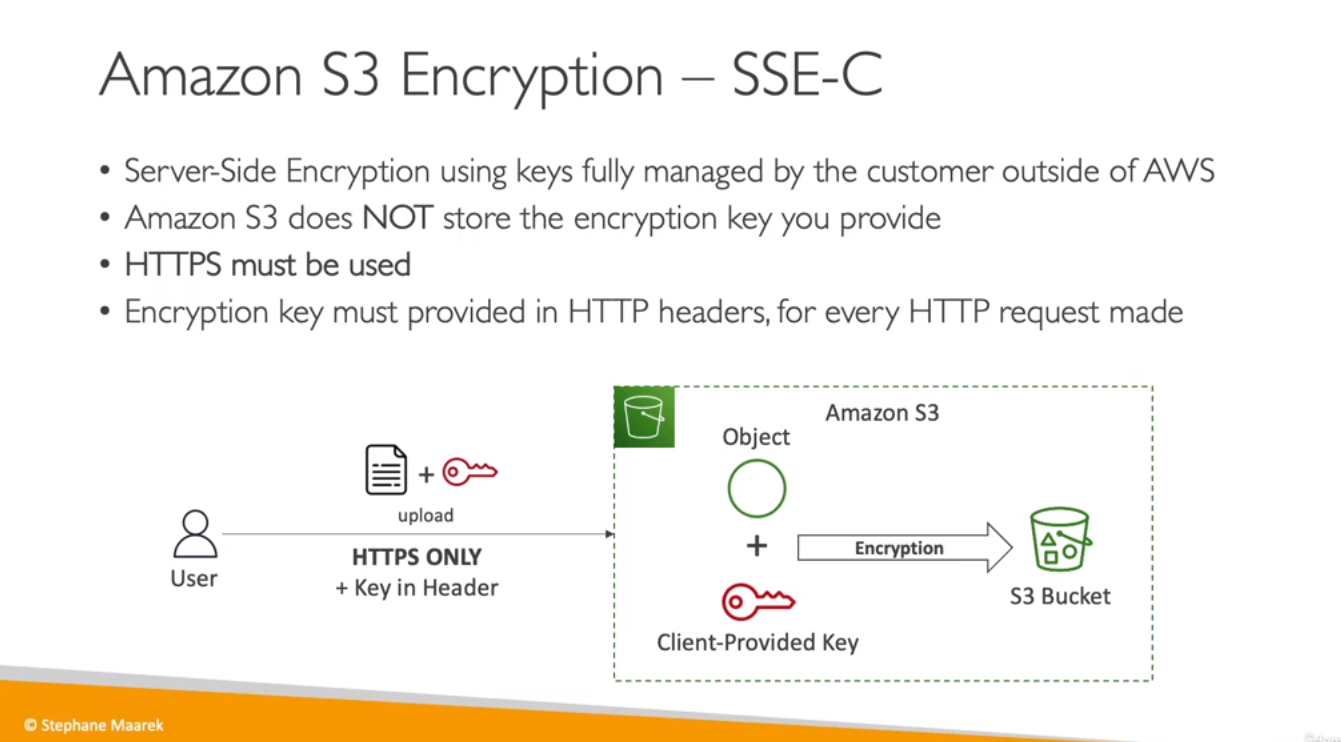 Amazon S3 Encryption – SSE-C
• Server-Side Encryption using keys fully managed by the customer outside of AWS
• Amazon S3 does NOT store the encryption key you provide
• HTTPS must be used
• Encryption key must provided in HTTP headers, for every HTTP request made
Amazon S3
Object
+
upload
User
HTTPS ONLY
+ Key in Header
+
Encryption
S3 Bucket
Client-Provided Key
© Stephane Maarek